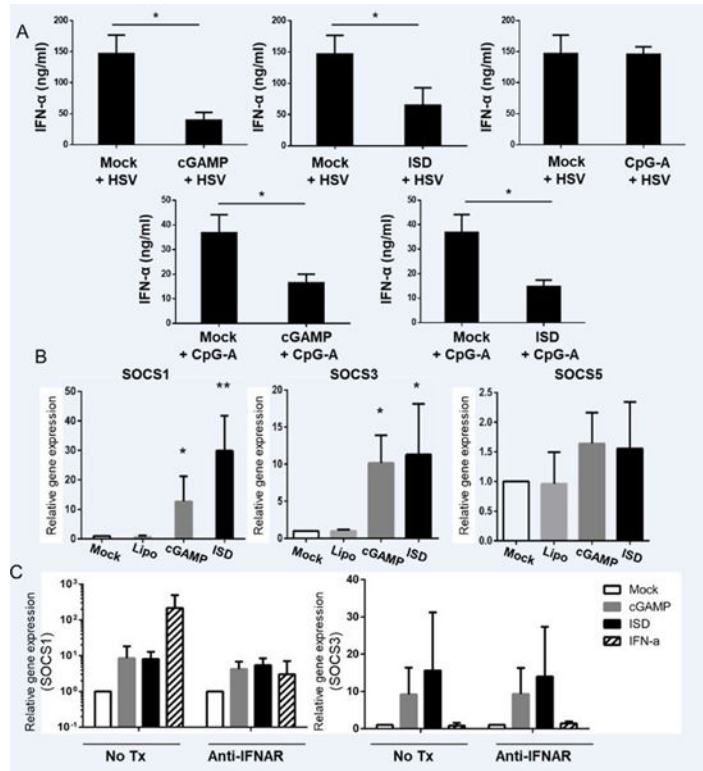 A
IFN-α (ng/ml)
200
150
100
50
0
*
Mock
+ HSV
cGAMP
+ HSV
IFN-α (ng/ml)
200
150
100
50
0
*
Mock
+ HSV
ISD
+ HSV
IFN-α (ng/ml)
200
150
100
50
0
Mock
+ HSV
CpG-A
+ HSV
IFN-α (ng/ml)
50
40
30
20
10
0
*
Mock
+ CpG-A
cGAMP
+ CpG-A
IFN-α (ng/ml)
50
40
30
20
10
0
*
Mock
+ CpG-A
ISD
+ CpG-A
B
SOCS1
Relative gene expression
50
40
30
20
10
0
*
**
Mock
Lipo
cGAMP
ISD
SOCS3
Relative gene expression
20
15
10
5
0
*
*
Mock
Lipo
cGAMP
ISD
SOCS5
Relative gene expression
2.5
2.0
1.5
1.0
0.5
0.0
Mock
Lipo
cGAMP
ISD
C
Relative gene expression
(SOCS1)
10³
10²
10¹
10⁰
10⁻¹
No Tx
Anti-IFNAR
Relative gene expression
(SOCS3)
40
30
20
10
0
No Tx
Anti-IFNAR
Mock
cGAMP
ISD
IFN-a